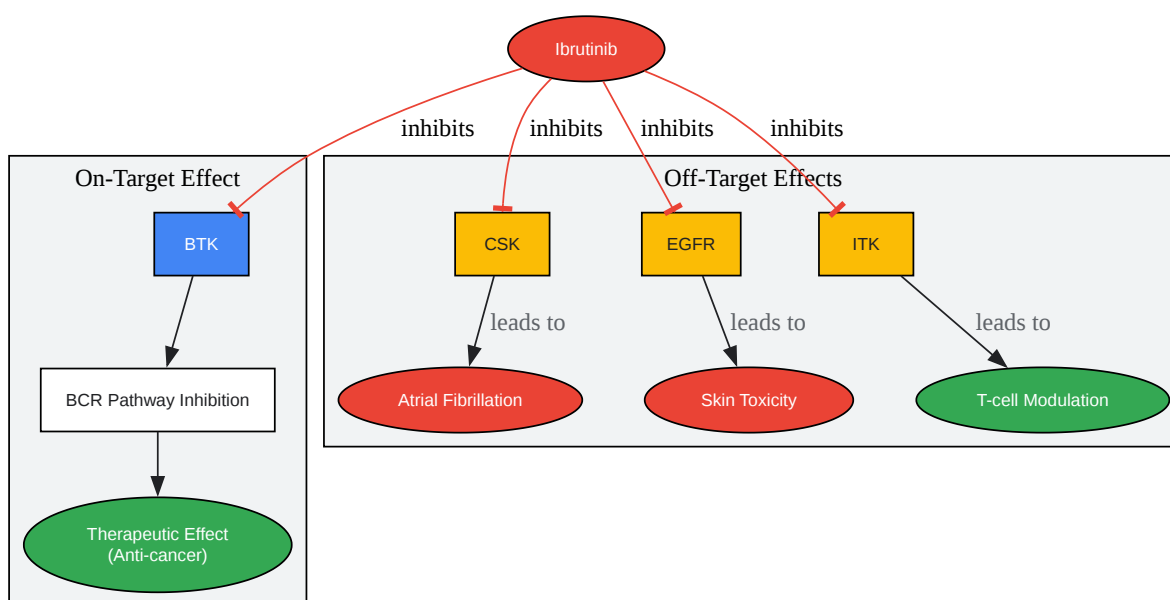 Ibrutinib
inhibits
inhibits
inhibits
inhibits
On-Target Effect
Off-Target Effects
BTK
CSK
EGFR
ITK
leads to
leads to
leads to
BCR Pathway Inhibition
Atrial Fibrillation
Skin Toxicity
T-cell Modulation
Therapeutic Effect
(Anti-cancer)